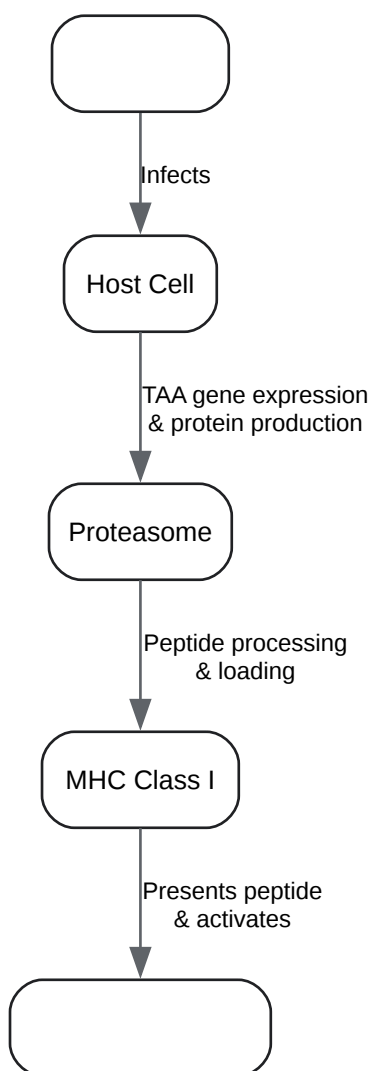 Infects
Host Cell
TAA gene expression
& protein production
Proteasome
Peptide processing
& loading
MHC Class I
Presents peptide
& activates